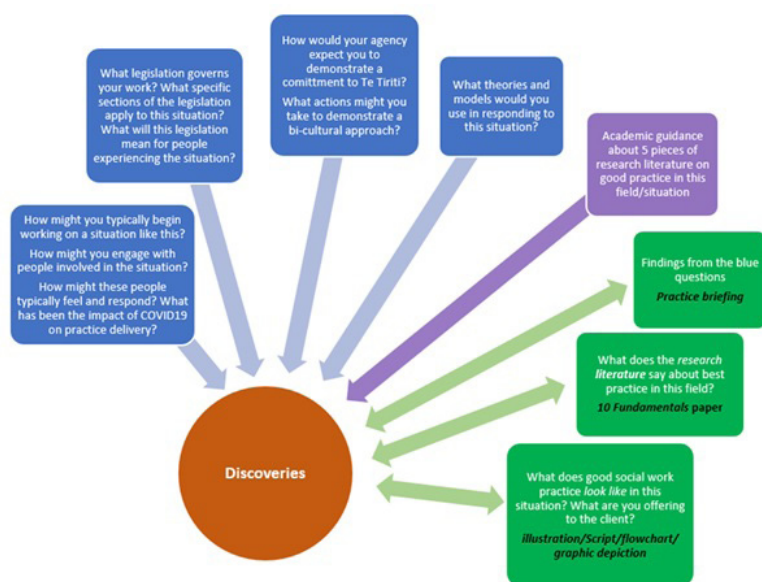 How might you typically begin
working on a situation like this?
How might you engage with
people involved in the situation?
How might these people
typically feel and respond? What
has been the impact of COVID19
on practice delivery?
What legislation governs
your work? What specific
sections of the legislation
apply to this situation?
What will this legislation
mean for people
experiencing the situation?
How would your agency
expect you to
demonstrate a
comittment to Te Tiriti?
What actions might you
take to demonstrate a
bi-cultural approach?
What theories and
models would you
use in responding to
this situation?
Academic guidance
about 5 pieces of
research literature on
good practice in this
field/situation
Findings from the blue
questions
Practice briefing
What does the research
literature say about best
practice in this field?
10 Fundamentals paper
What does good social work
practice look like in this
situation? What are you offering
to the client?
illustration/Script/flowchart/
graphic depiction
Discoveries